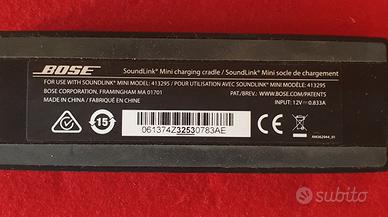 BOSE
SoundLink® Mini charging cradle / SoundLink® Mini socle de chargement
FOR USE WITH SOUNDLINK® MINI MODEL: 413295 / POUR UTILISATION AVEC SOUNDLINK® MINI MODÈLE: 413295
BOSE CORPORATION, FRAMINGHAM MA 01701
PAT./BREV.: WWW.BOSE.COM/PATENTS
MADE IN CHINA / FABRIQUÉ EN CHINE
INPUT: 12V 0.833A
15
061374Z32530783AE
CE
AM362944_01
subito